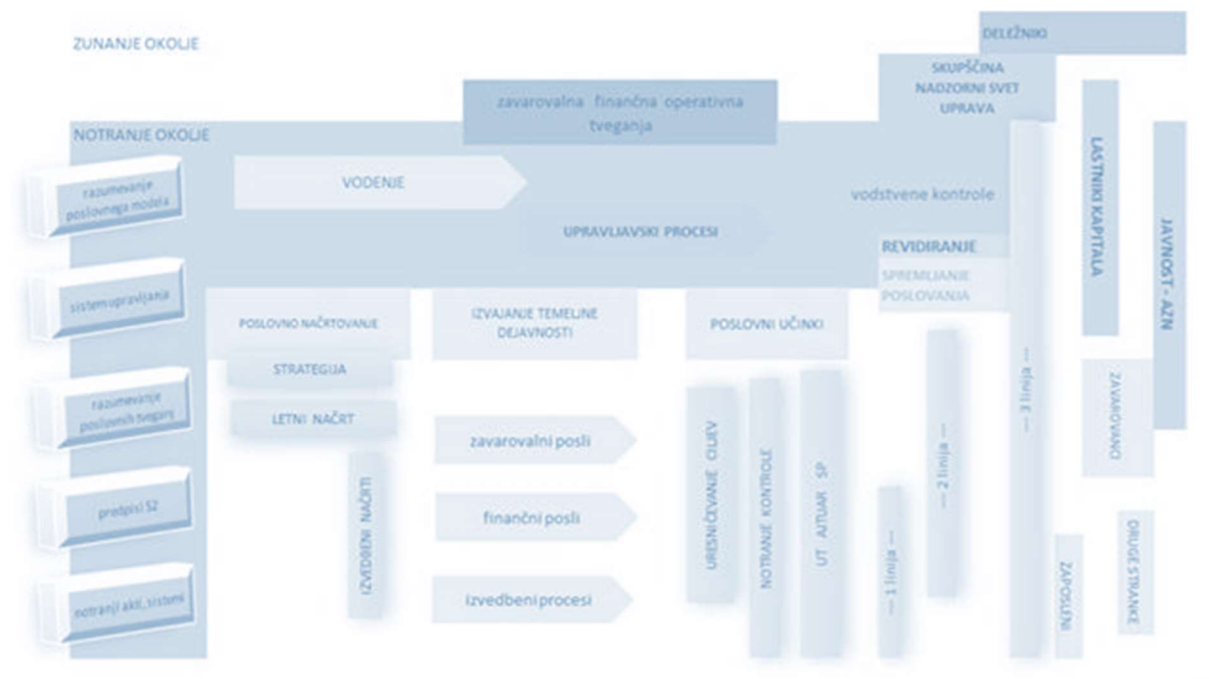 ZUNANJE OKOLJE
DELEŽNIKI
SKUPŠČINA
NADZORNI SVET
UPRAVA
zavarovalna finančna operativna
tveganja
NOTRANJE OKOLJE
razumevanje
poslovnega modela
sistem upravljanja
razumevanje
poslovnih tveganj
predpisi S2
notranji akti, sistemi
VODENJE
UPRAVLJAVSKI PROCESI
vodstvene kontrole
REVIDIRANJE
SPREMLJANJE
POSLOVANJA
POSLOVNO NAČRTOVANJE
STRATEGIJA
LETNI NAČRT
IZVEDBENI NAČRTI
IZVAJANJE TEMELJNE
DEJAVNOSTI
zavarovalni posli
finančni posli
izvedbeni procesi
POSLOVNI UČINKI
URESNIČEVANJE CILJEV
NOTRANJE KONTROLE
UT AJTUAR SP
— 1 linija —
— 2 linija —
— 3 linija —
LASTNIKI KAPITALA
JAVNOST - AZN
ZAVAROVANO
ZAPOSLENI
DRUGE STRANKE